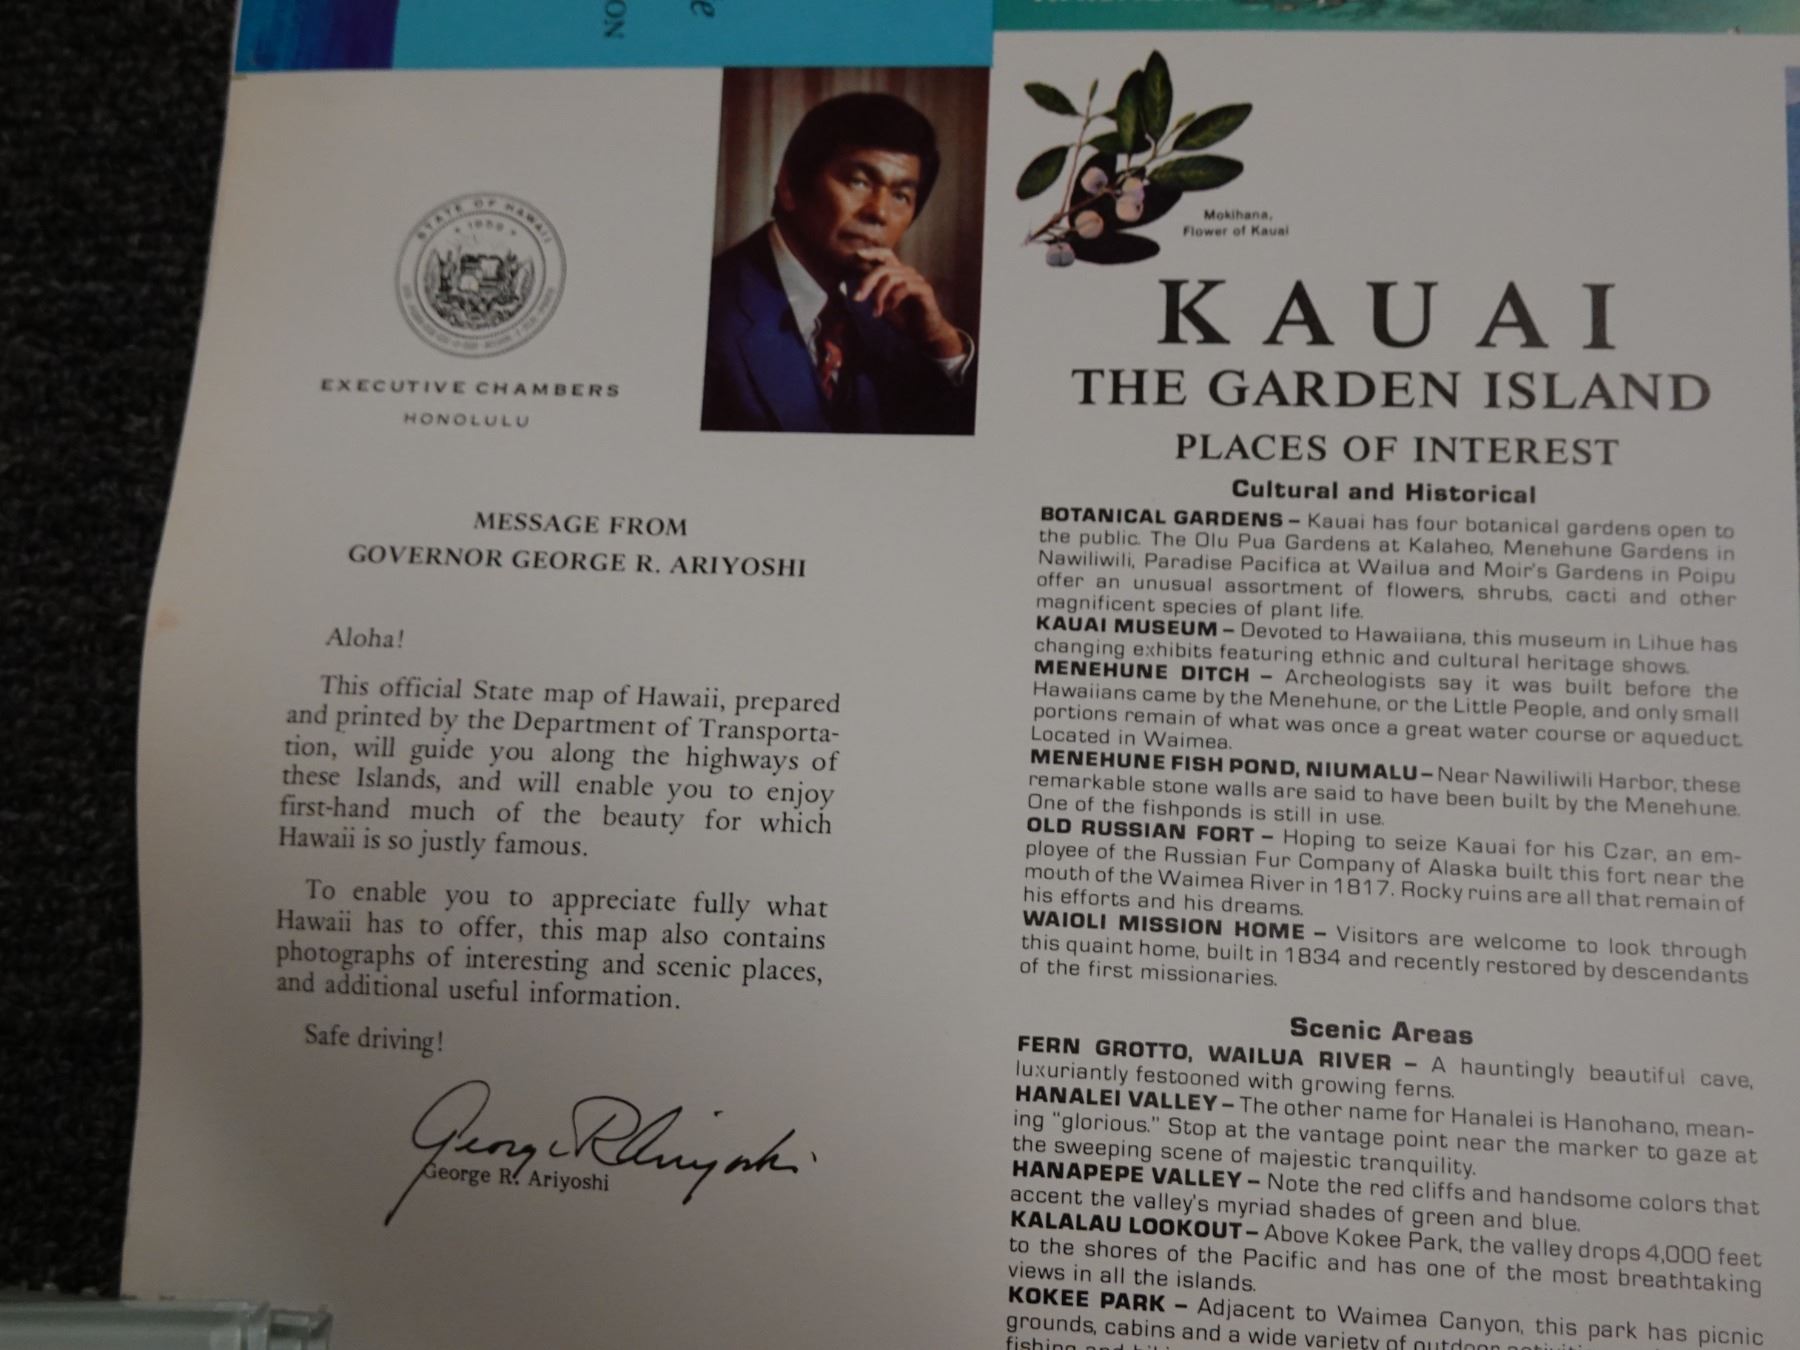 ON
STATE OF HAWAII
1959
EXECUTIVE CHAMBERS
HONOLULU
MESSAGE FROM
GOVERNOR GEORGE R. ARIYOSHI
Aloha!
This official State map of Hawaii, prepared
and printed by the Department of Transporta-
tion, will guide you along the highways of
these Islands, and will enable you to enjoy
first-hand much of the beauty for which
Hawaii is so justly famous.
To enable you to appreciate fully what
Hawaii has to offer, this map also contains
photographs of interesting and scenic places,
and additional useful information.
Safe driving!
George R. Ariyoshi
George R. Ariyoshi
Mokihana,
Flower of Kauai
KAUAI
THE GARDEN ISLAND
PLACES OF INTEREST
Cultural and Historical
BOTANICAL GARDENS – Kauai has four botanical gardens open to
the public. The Olu Pua Gardens at Kalaheo, Menehune Gardens in
Nawiliwili, Paradise Pacifica at Wailua and Moir's Gardens in Poipu
offer an unusual assortment of flowers, shrubs, cacti and other
magnificent species of plant life.
KAUAI MUSEUM – Devoted to Hawaiiana, this museum in Lihue has
changing exhibits featuring ethnic and cultural heritage shows.
MENEHUNE DITCH – Archeologists say it was built before the
Hawaiians came by the Menehune, or the Little People, and only small
portions remain of what was once a great water course or aqueduct.
Located in Waimea.
MENEHUNE FISH POND, NIUMALU – Near Nawiliwili Harbor, these
remarkable stone walls are said to have been built by the Menehune.
One of the fishponds is still in use.
OLD RUSSIAN FORT – Hoping to seize Kauai for his Czar, an em-
ployee of the Russian Fur Company of Alaska built this fort near the
mouth of the Waimea River in 1817. Rocky ruins are all that remain of
his efforts and his dreams.
WAIOLI MISSION HOME – Visitors are welcome to look through
this quaint home, built in 1834 and recently restored by descendants
of the first missionaries.
Scenic Areas
FERN GROTTO, WAILUA RIVER – A hauntingly beautiful cave,
luxuriantly festooned with growing ferns.
HANALEI VALLEY – The other name for Hanalei is Hanohano, mean-
ing "glorious." Stop at the vantage point near the marker to gaze at
the sweeping scene of majestic tranquility.
HANAPEPE VALLEY – Note the red cliffs and handsome colors that
accent the valley's myriad shades of green and blue.
KALALAU LOOKOUT – Above Kokee Park, the valley drops 4,000 feet
to the shores of the Pacific and has one of the most breathtaking
views in all the islands.
KOKEE PARK – Adjacent to Waimea Canyon, this park has picnic
grounds, cabins and a wide variety of outdoor
fishing and